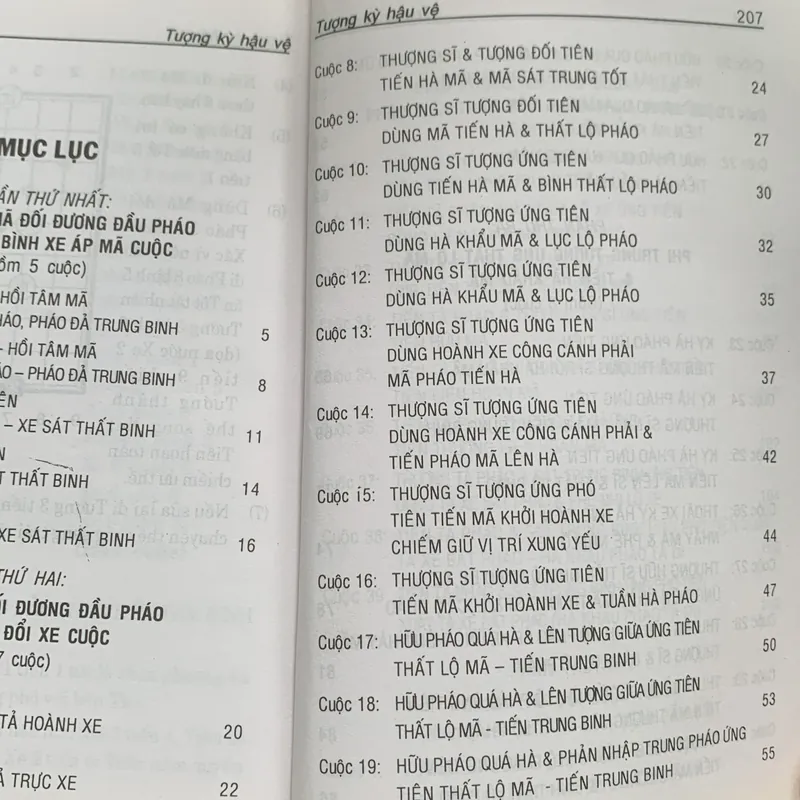 Tượng kỳ hậu vệ
MỤC LỤC
ẦN THỨ NHẤT:
Ã ĐỐI ĐƯƠNG ĐẦU PHÁO
BÌNH XE ÁP MÃ CUỘC
ồm 5 cuộc)
HỒI TÂM MÃ
HÁO, PHÁO ĐẢ TRUNG BINH 5
- HỒI TÂM MÃ
ÁO – PHÁO ĐẢ TRUNG BINH 8
ÊN
– XE SÁT THẤT BINH 11
N
T THẤT BINH 14
XE SÁT THẤT BINH 16
THỨ HAI:
ỐI ĐƯƠNG ĐẦU PHÁO
ĐỔI XE CUỘC
7 cuộc)
TẢ HOÀNH XE 20
Ả TRỰC XE 22
Tượng kỳ hậu vệ 207
Cuộc 8: THƯỢNG SĨ & TƯỢNG ĐỐI TIÊN
TIẾN HÀ MÃ & MÃ SÁT TRUNG TỐT 24
Cuộc 9: THƯỢNG SĨ TƯỢNG ĐỐI TIÊN
DÙNG MÃ TIẾN HÀ & THẤT LỘ PHÁO 27
Cuộc 10: THƯỢNG SĨ TƯỢNG ỨNG TIÊN
DÙNG TIẾN HÀ MÃ & BÌNH THẤT LỘ PHÁO 30
Cuộc 11: THƯỢNG SĨ TƯỢNG ỨNG TIÊN
DÙNG HÀ KHẨU MÃ & LỤC LỘ PHÁO 32
Cuộc 12: THƯỢNG SĨ TƯỢNG ỨNG TIÊN
DÙNG HÀ KHẨU MÃ & LỤC LỘ PHÁO 35
Cuộc 13: THƯỢNG SĨ TƯỢNG ỨNG TIÊN
DÙNG HOÀNH XE CÔNG CÁNH PHẢI
MÃ PHÁO TIẾN HÀ 37
Cuộc 14: THƯỢNG SĨ TƯỢNG ỨNG TIÊN
DÙNG HOÀNH XE CÔNG CÁNH PHẢI &
TIẾN PHÁO MÃ LÊN HÀ 42
Cuộc 15: THƯỢNG SĨ TƯỢNG ỨNG PHÓ
TIÊN TIẾN MÃ KHỞI HOÀNH XE
CHIẾM GIỮ VỊ TRÍ XUNG YẾU 44
Cuộc 16: THƯỢNG SĨ TƯỢNG ỨNG TIÊN
TIẾN MÃ KHỞI HOÀNH XE & TUẦN HÀ PHÁO 47
Cuộc 17: HỮU PHÁO QUÁ HÀ & LÊN TƯỢNG GIỮA ỨNG TIÊN
THẤT LỘ MÃ – TIẾN TRUNG BINH 50
Cuộc 18: HỮU PHÁO QUÁ HÀ & LÊN TƯỢNG GIỮA ỨNG TIÊN
THẤT LỘ MÃ - TIẾN TRUNG BINH 53
Cuộc 19: HỮU PHÁO QUÁ HÀ & PHẢN NHẬP TRUNG PHÁO ỨNG
TIÊN THẤT LỘ MÃ - TIẾN TRUNG BINH 55